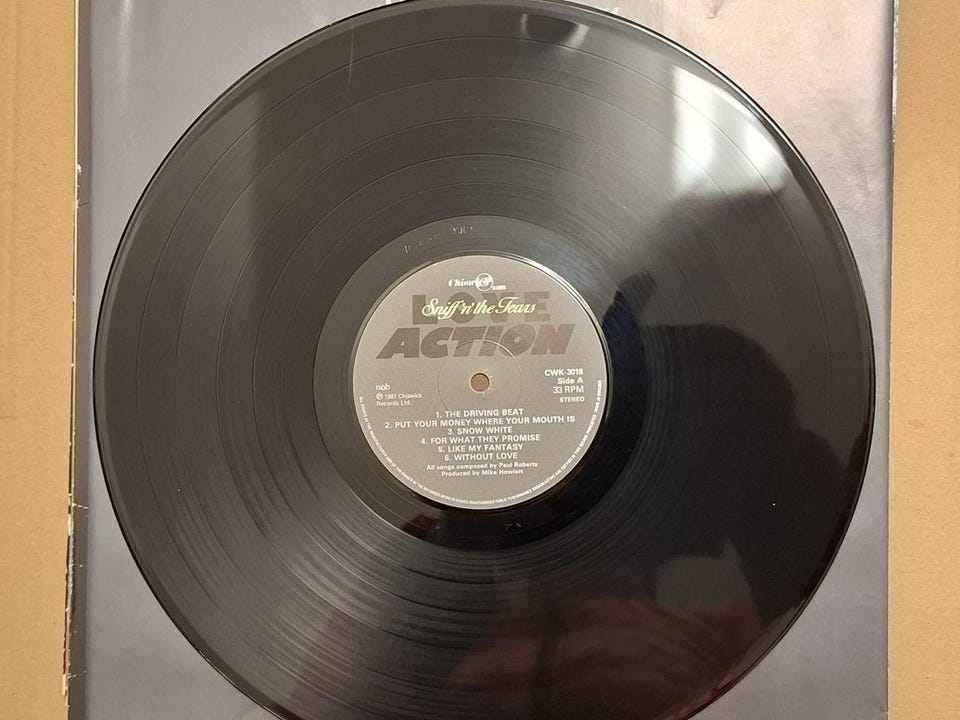 Chiswick
LOVE
Sniff 'n' the Tears
ACTION
CWK-3018
Side A
33 RPM
STEREO
ncb
℗ 1981 Chiswick
Records Ltd.
1. THE DRIVING BEAT
2. PUT YOUR MONEY WHERE YOUR MOUTH IS
3. SNOW WHITE
4. FOR WHAT THEY PROMISE
5. LIKE MY FANTASY
6. WITHOUT LOVE
All songs composed by Paul Roberts
Produced by Mike Howlett